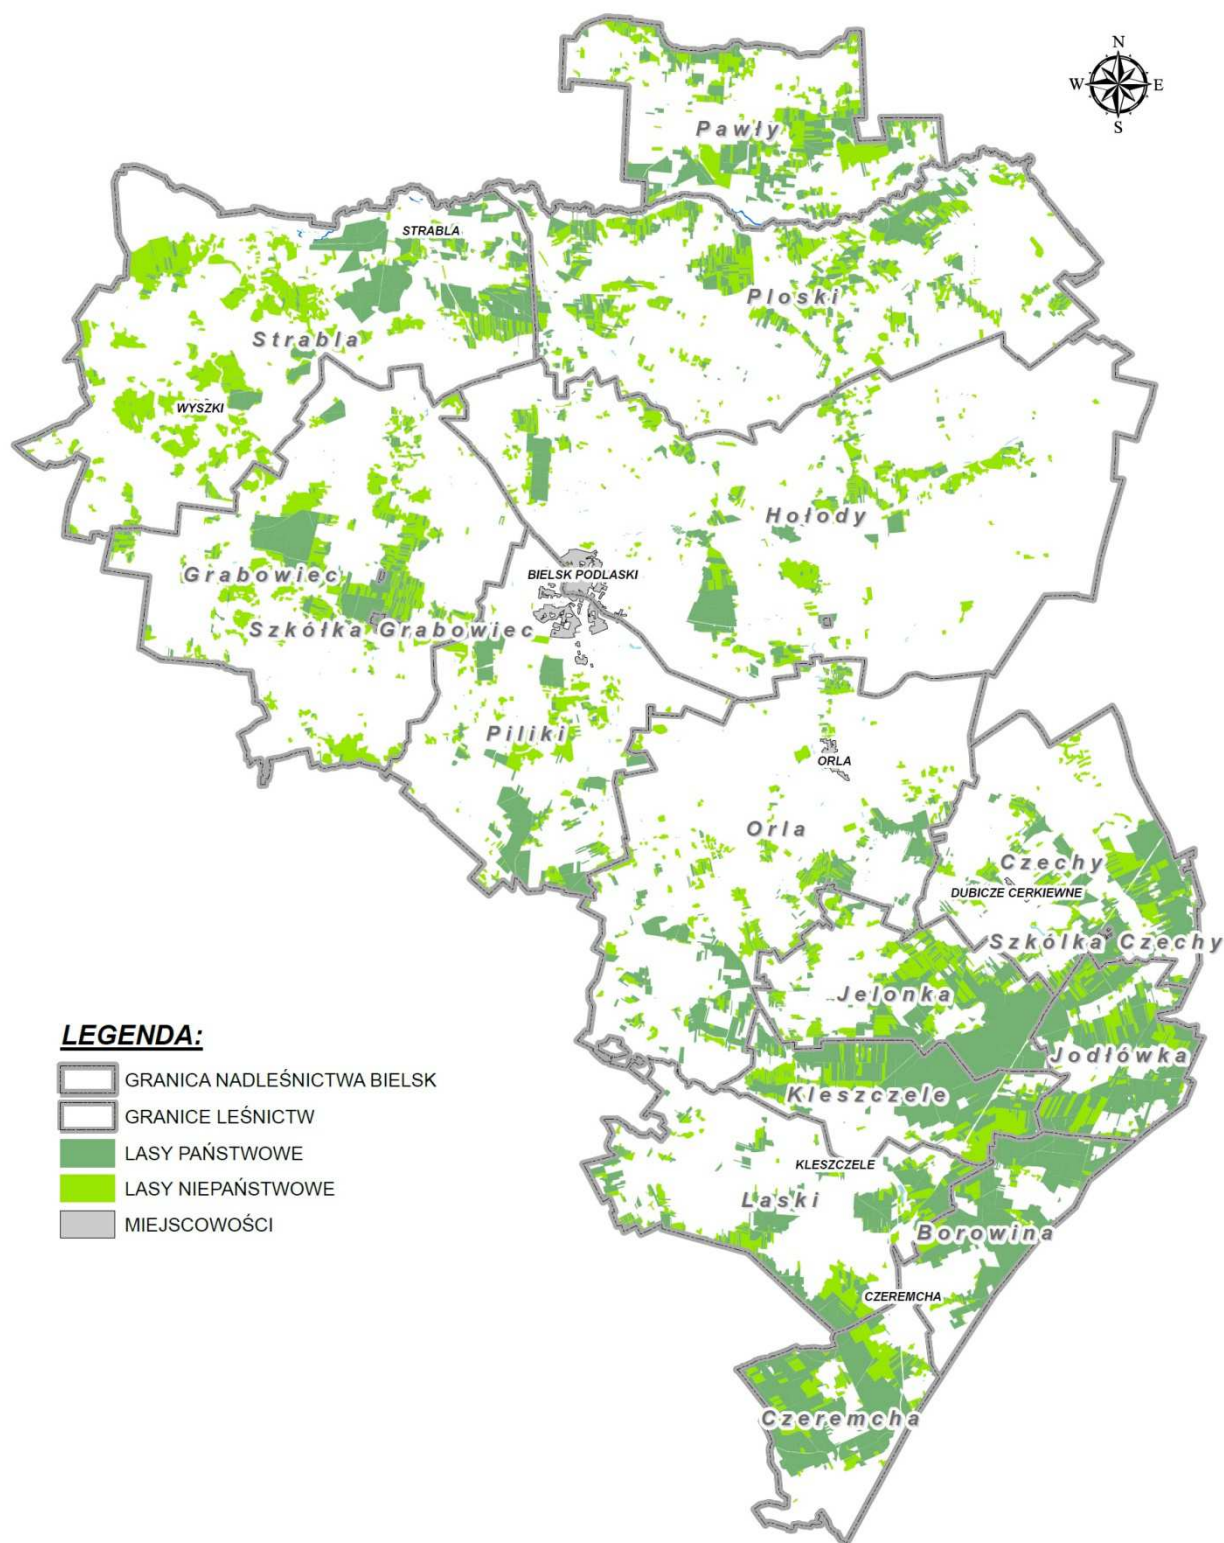 N
W E
S
Pawły
STRABLA
Ploski
Strabla
WYSZKI
Hołody
Grabowiec
BIELSK PODLASKI
Szkółka Grabowiec
Piliki
ORLA
Orla
Czechy
DUBICZE CERKIEWNE
Szkólka Czechy
Jelonka
Jodłówka
Kleszczele
KLESZCZELE
Laski
Borowina
CZEREMCHA
Czeremcha
LEGENDA:
GRANICA NADLEŚNICTWA BIELSK
GRANICE LEŚNICTW
LASY PAŃSTWOWE
LASY NIEPAŃSTWOWE
MIEJSCOWOŚCI